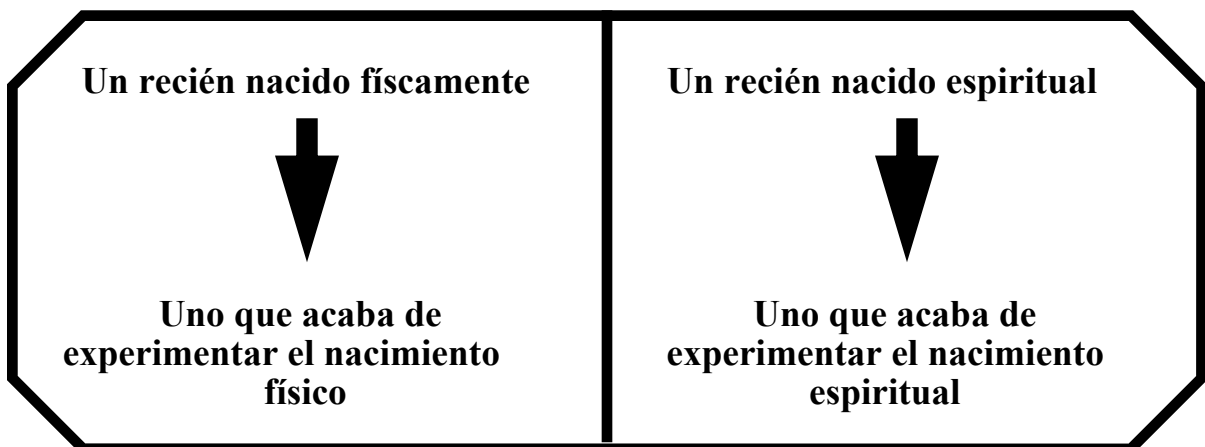 Un recién nacido físcamente
Uno que acaba de
experimentar el nacimiento
físico
Un recién nacido espiritual
Uno que acaba de
experimentar el nacimiento
espiritual